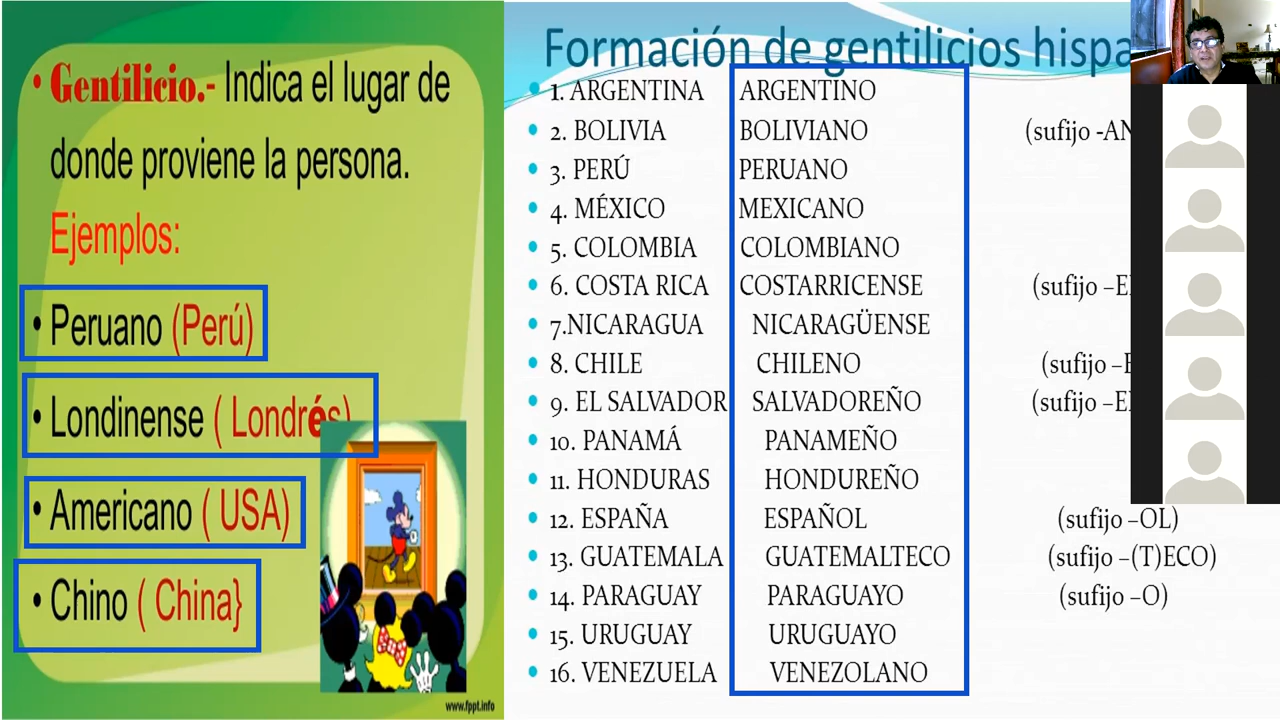 • Gentilicio.- Indica el lugar de
donde proviene la persona.
Ejemplos:
• Peruano (Perú)
• Londinense ( Londrés)
• Americano ( USA)
• Chino ( China}
www.fppt.info
Formación de gentilicios
• 1. ARGENTINA ARGENTINO
• 2. BOLIVIA BOLIVIANO (sufijo
• 3. PERÚ PERUANO
• 4. MÉXICO MEXICANO
• 5. COLOMBIA COLOMBIANO
• 6. COSTA RICA COSTARRICENSE (sufijo
• 7.NICARAGUA NICARAGÜENSE
• 8. CHILE CHILENO (sufijo
• 9. EL SALVADOR SALVADOREÑO (sufijo
• 10. PANAMÁ PANAMEÑO
• 11. HONDURAS HONDUREÑO
• 12. ESPAÑA ESPAÑOL (sufijo –OL)
• 13. GUATEMALA GUATEMALTECO (sufijo –(T)ECO)
• 14. PARAGUAY PARAGUAYO (sufijo –O)
• 15. URUGUAY URUGUAYO
• 16. VENEZUELA VENEZOLANO